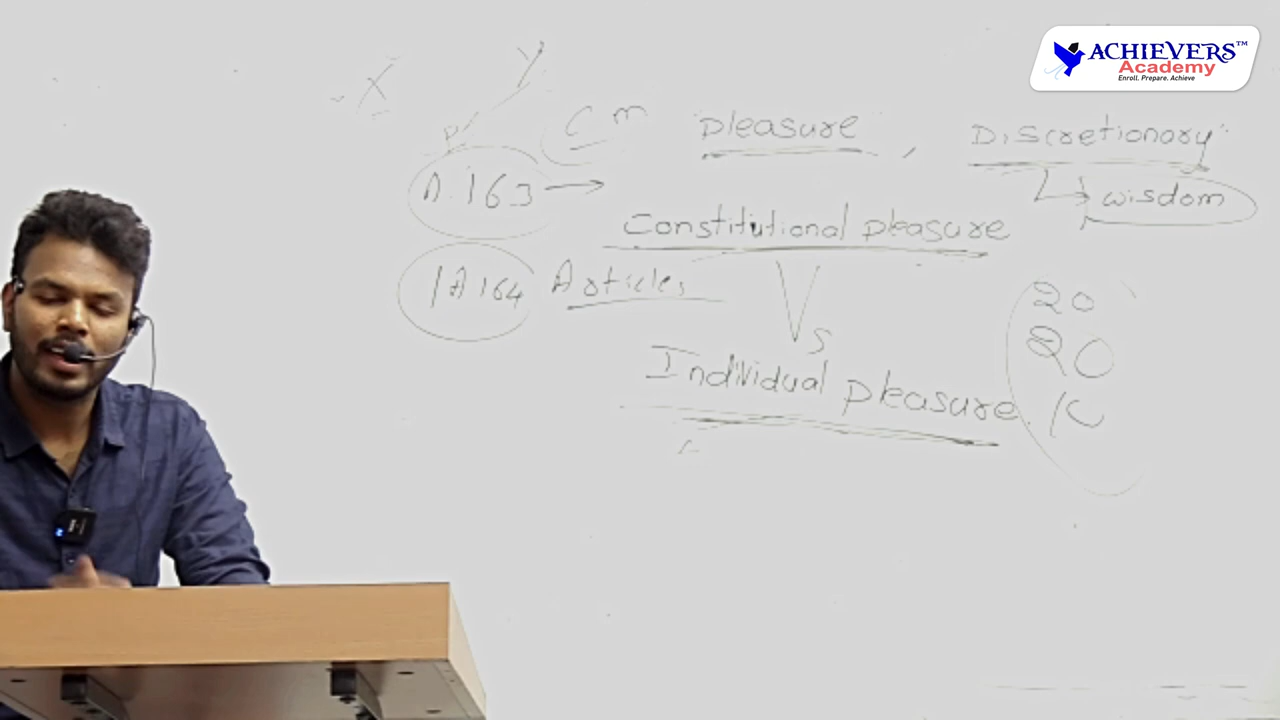 ACHIEVERS™
Academy
Enroll. Prepare. Achieve
X Y
Cm pleasure , Discretionary
A.163 → wisdom
Constitutional pleasure
A 164 Articles
Vs
Individual pleasure
20
20